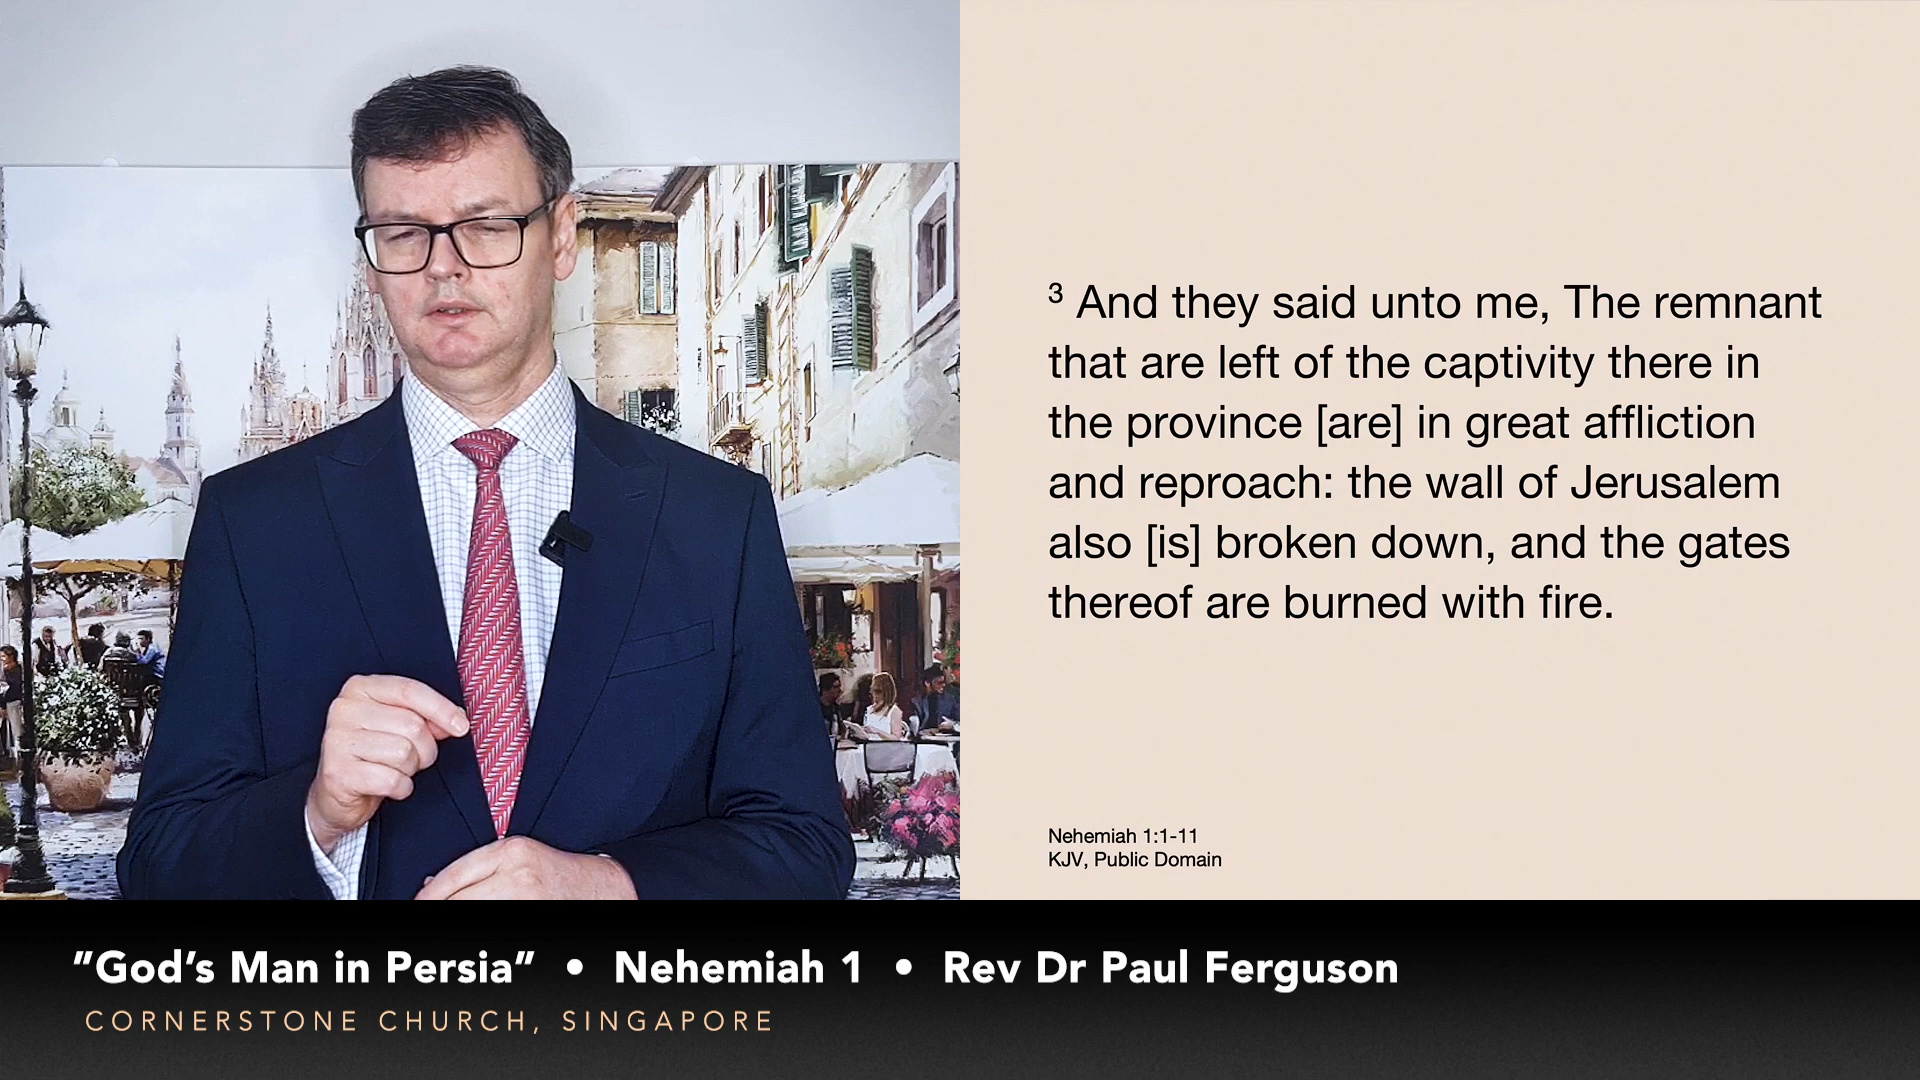 ³ And they said unto me, The remnant
that are left of the captivity there in
the province [are] in great affliction
and reproach: the wall of Jerusalem
also [is] broken down, and the gates
thereof are burned with fire.
Nehemiah 1:1-11
KJV, Public Domain
"God's Man in Persia" • Nehemiah 1 • Rev Dr Paul Ferguson
CORNERSTONE CHURCH, SINGAPORE